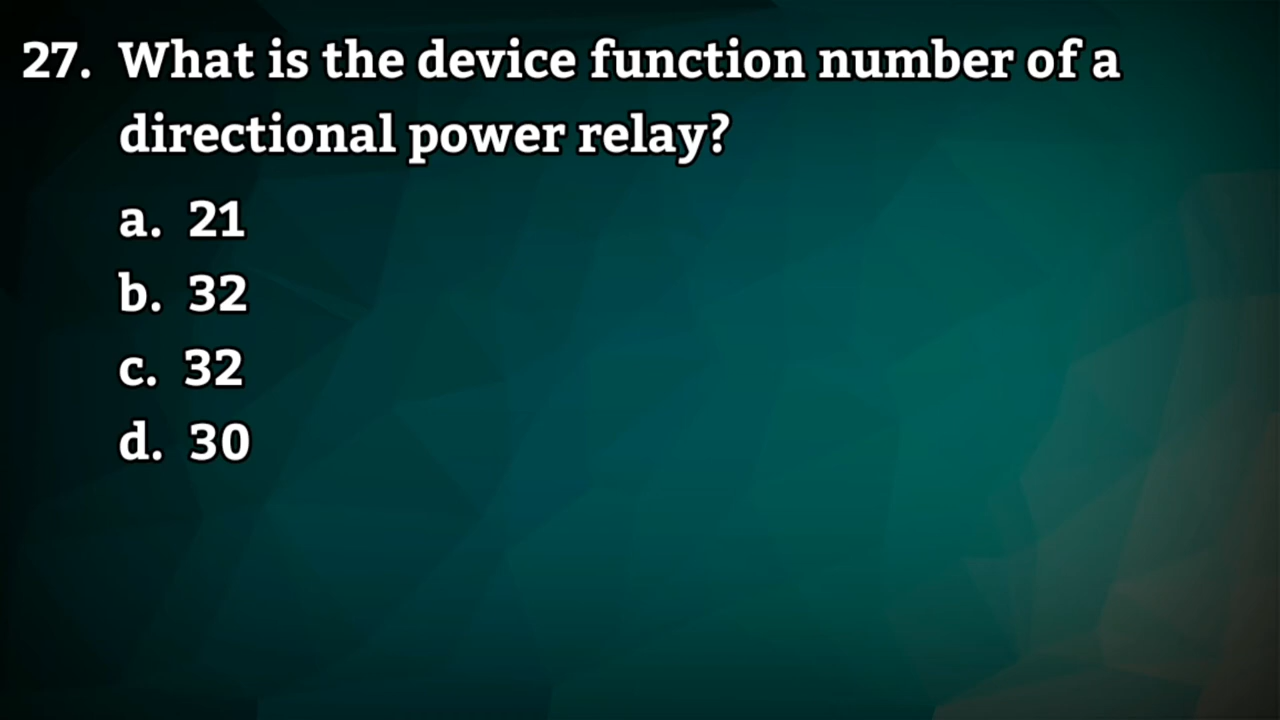 27. What is the device function number of a
directional power relay?
a. 21
b. 32
c. 32
d. 30